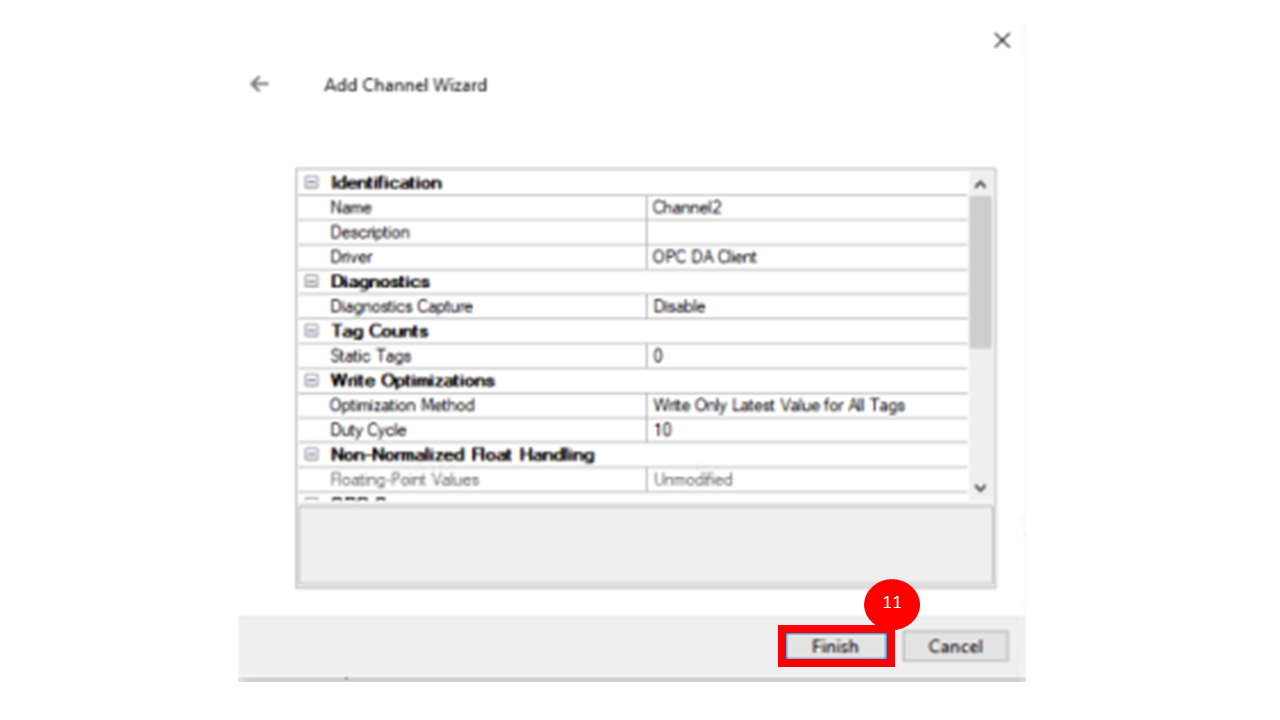 Add Channel Wizard
Identification
Name Channel2
Description
Driver OPC DA Client
Diagnostics
Diagnostics Capture Disable
Tag Counts
Static Tags 0
Write Optimizations
Optimization Method Write Only Latest Value for All Tags
Duty Cycle 10
Non-Normalized Float Handling
Floating-Point Values Unmodified
11
Finish Cancel